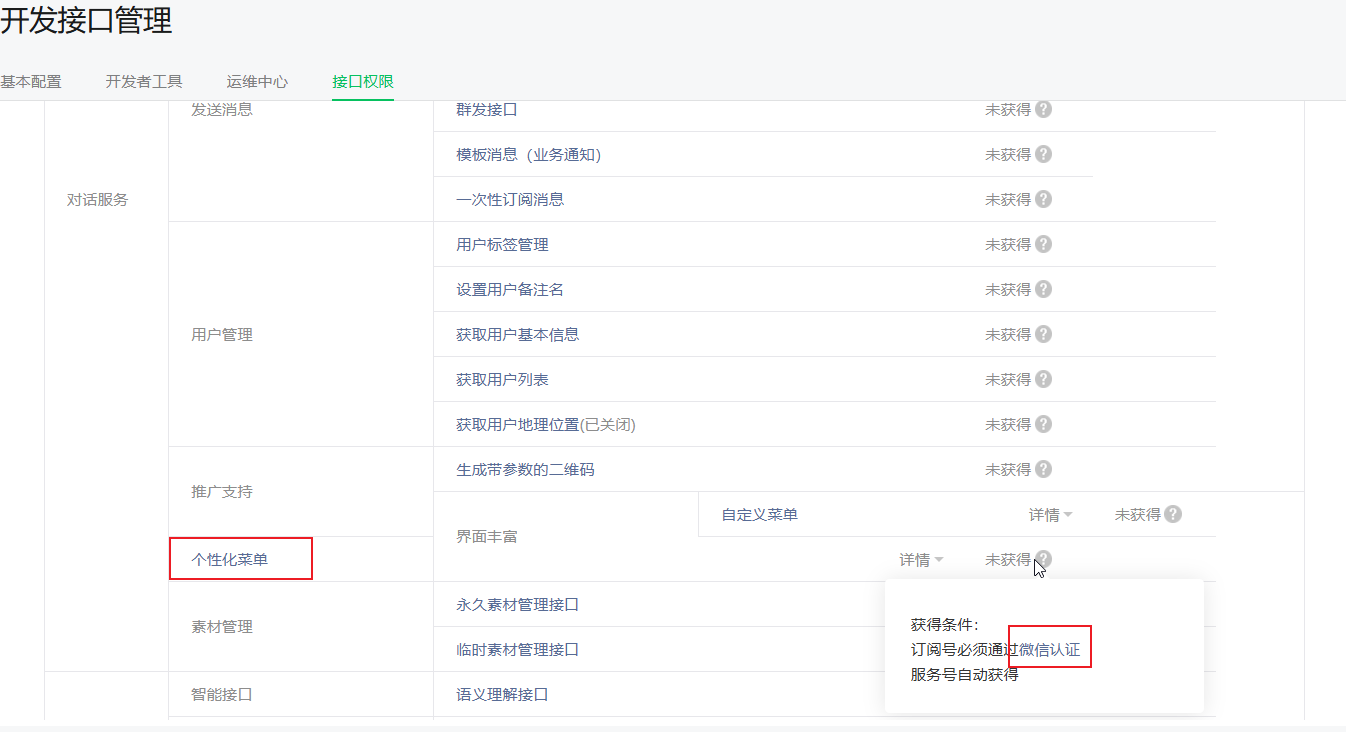 开发接口管理
基本配置 开发者工具 运维中心 接口权限
发送消息 群发接口 未获得 ?
模板消息（业务通知） 未获得 ?
对话服务 一次性订阅消息 未获得 ?
用户标签管理 未获得 ?
设置用户备注名 未获得 ?
用户管理 获取用户基本信息 未获得 ?
获取用户列表 未获得 ?
获取用户地理位置(已关闭) 未获得 ?
生成带参数的二维码 未获得 ?
推广支持
自定义菜单 详情 未获得 ?
界面丰富
个性化菜单 详情 未获得 ?
永久素材管理接口
素材管理
临时素材管理接口
获得条件：
订阅号必须通过微信认证
服务号自动获得
智能接口 语义理解接口